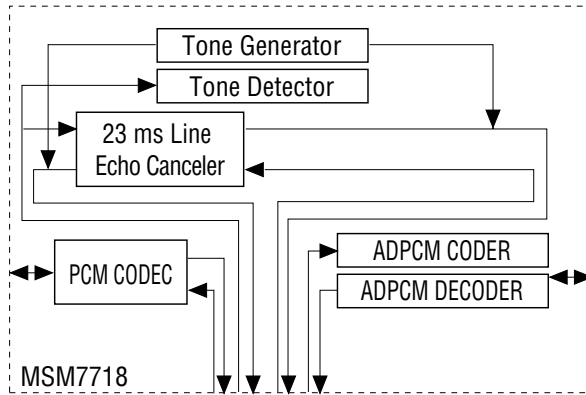 Tone Generator
Tone Detector
23 ms Line
Echo Canceler
PCM CODEC
ADPCM CODER
ADPCM DECODER
MSM7718